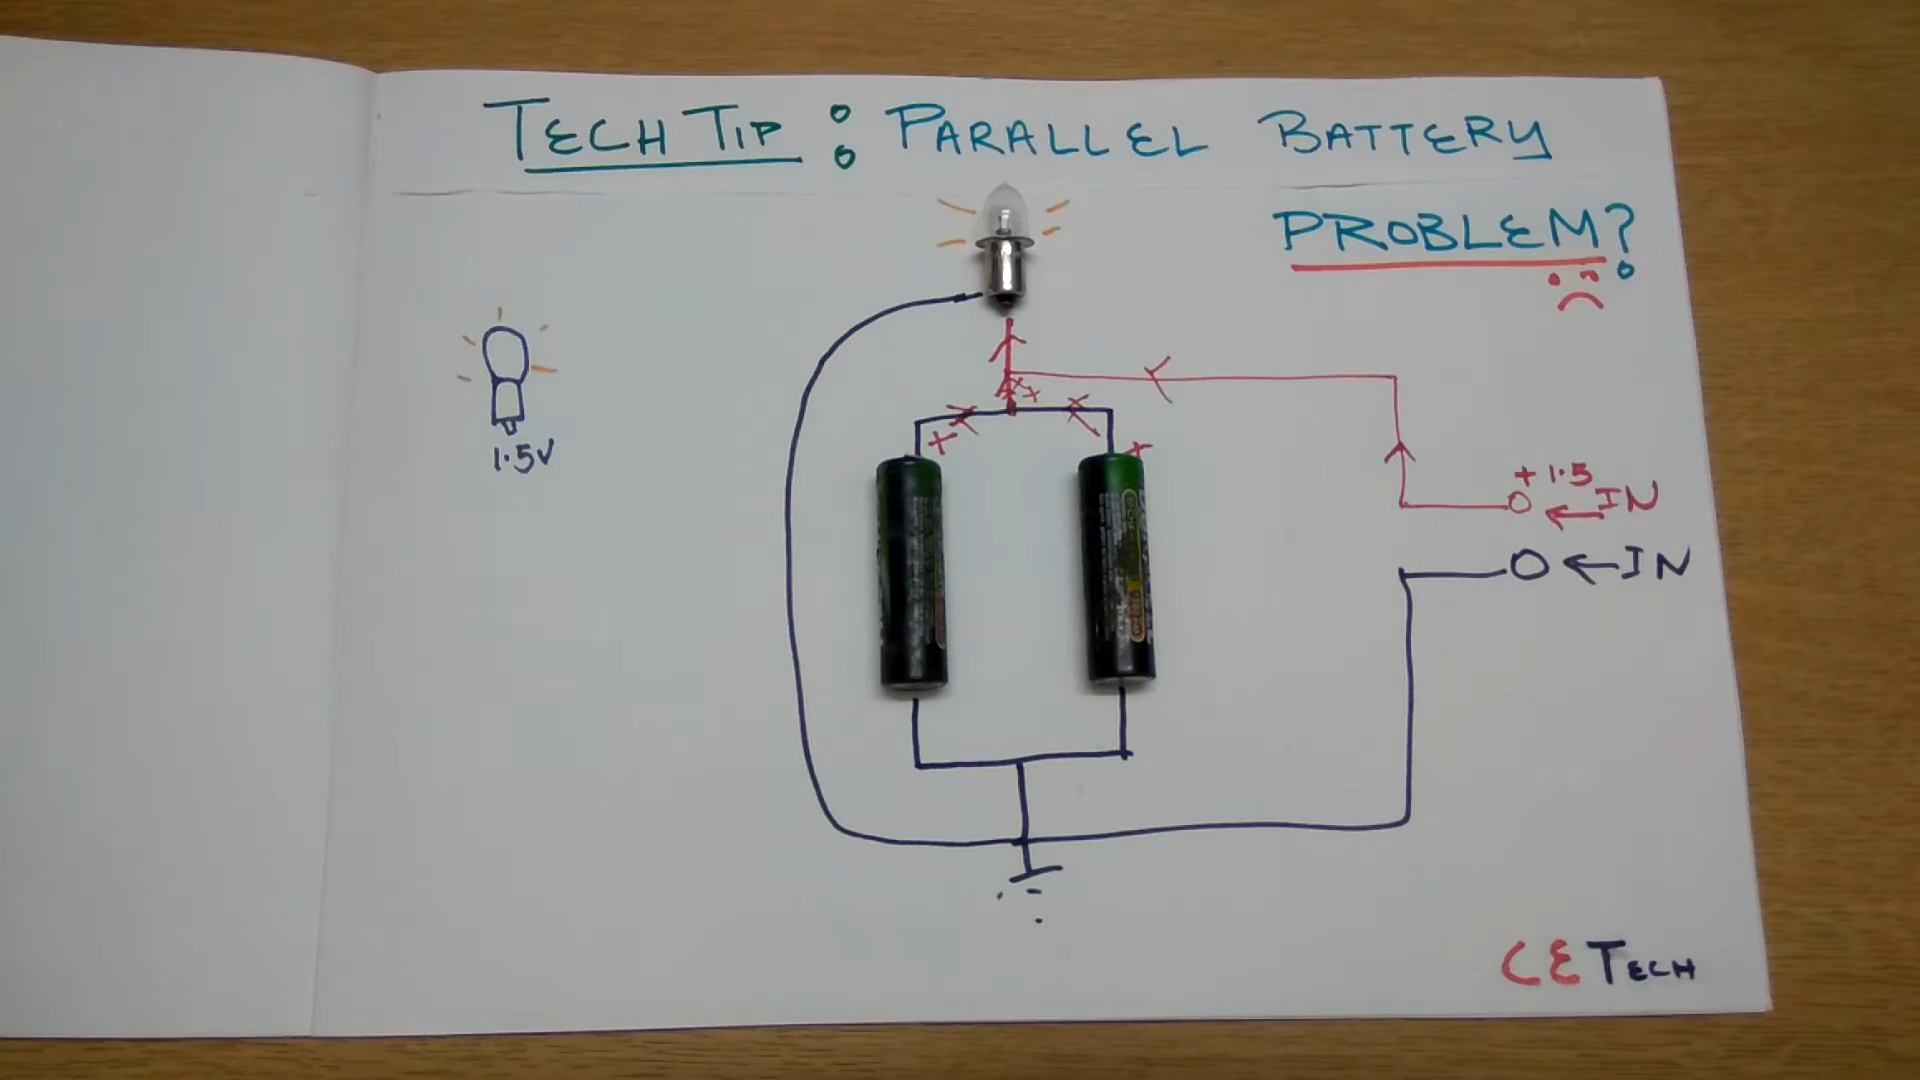 TECH TIP : PARALLEL BATTERY
PROBLEM?
1.5V
+ 1.5
IN
IN
CETECH